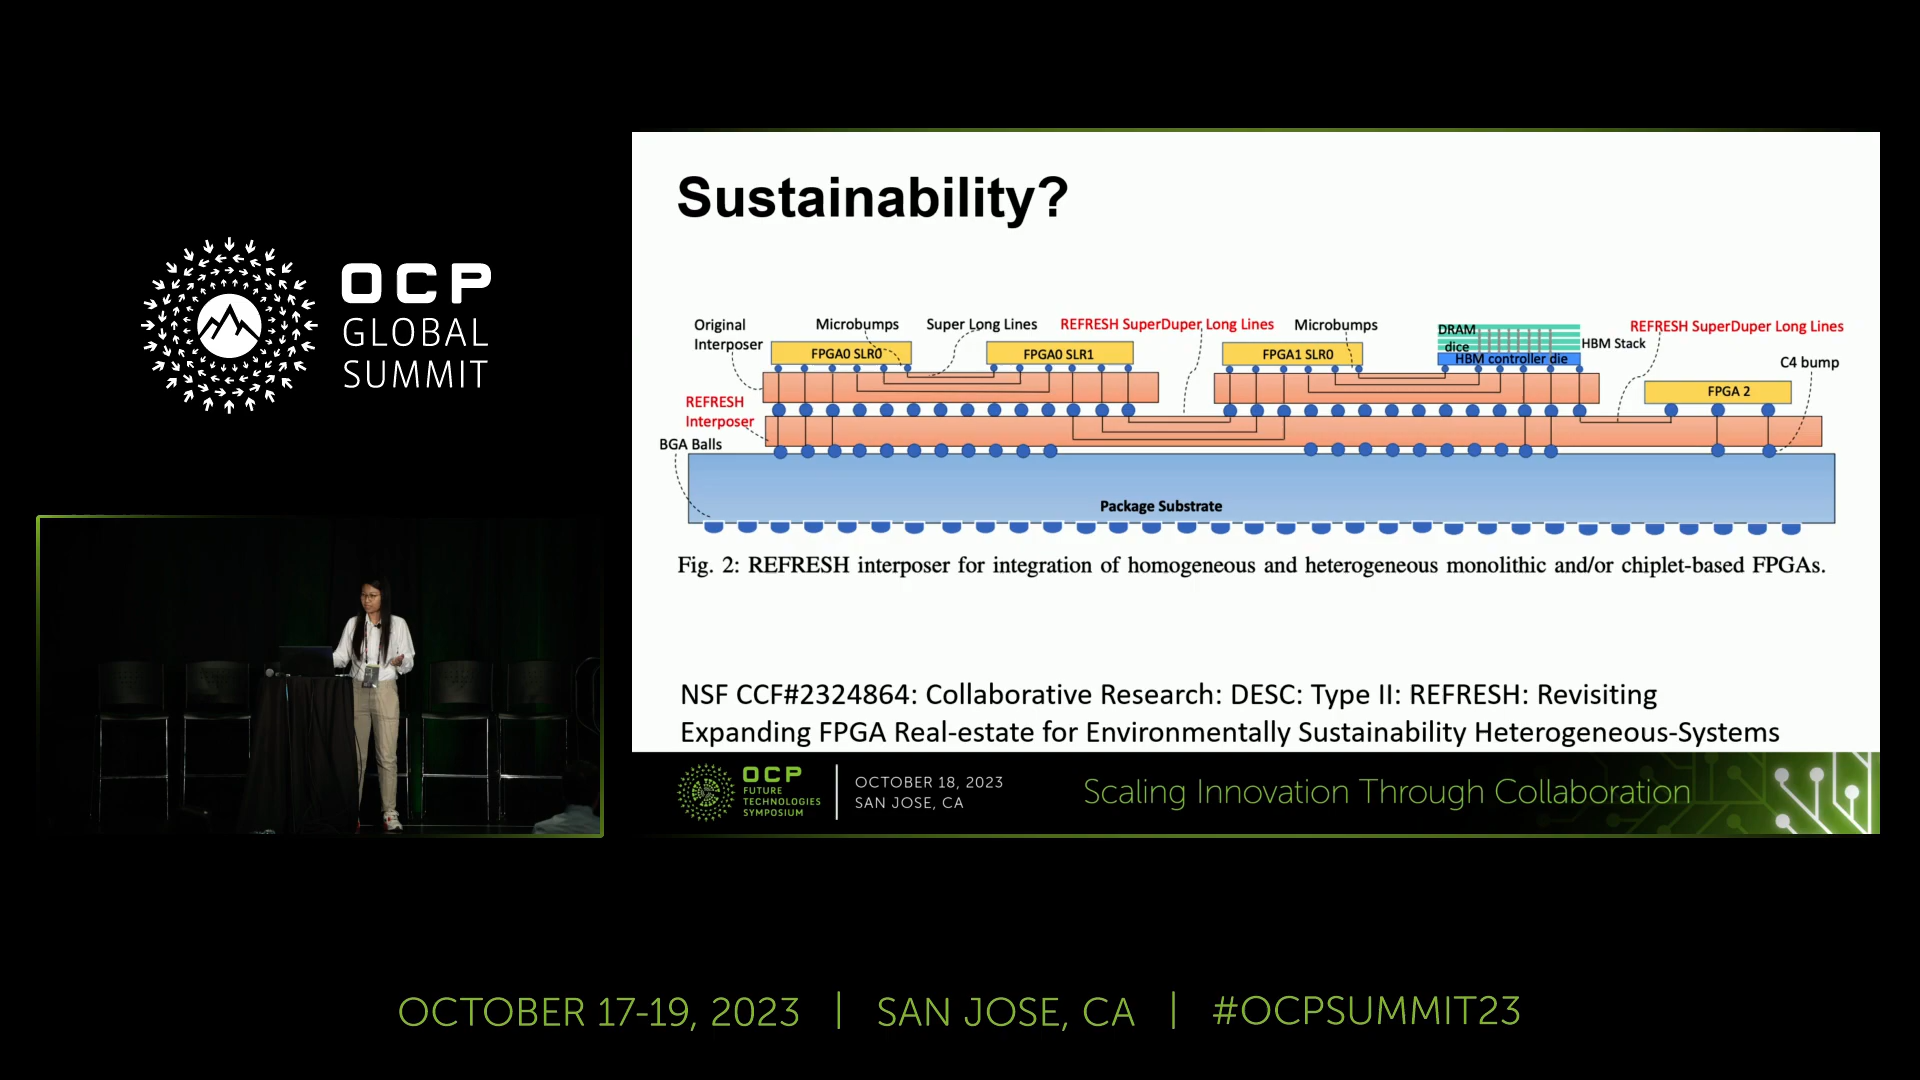 OCP
GLOBAL
SUMMIT
Sustainability?
Original
Interposer
Microbumps
Super Long Lines
REFRESH SuperDuper Long Lines
Microbumps
DRAM
dice
HBM Stack
HBM controller die
REFRESH SuperDuper Long Lines
C4 bump
FPGA0 SLR0
FPGA0 SLR1
FPGA1 SLR0
FPGA 2
REFRESH
Interposer
BGA Balls
Package Substrate
Fig. 2: REFRESH interposer for integration of homogeneous and heterogeneous monolithic and/or chiplet-based FPGAs.
NSF CCF#2324864: Collaborative Research: DESC: Type II: REFRESH: Revisiting
Expanding FPGA Real-estate for Environmentally Sustainability Heterogeneous-Systems
OCP
FUTURE
TECHNOLOGIES
SYMPOSIUM
OCTOBER 18, 2023
SAN JOSE, CA
Scaling Innovation Through Collaboration
OCTOBER 17-19, 2023 | SAN JOSE, CA | #OCPSUMMIT23